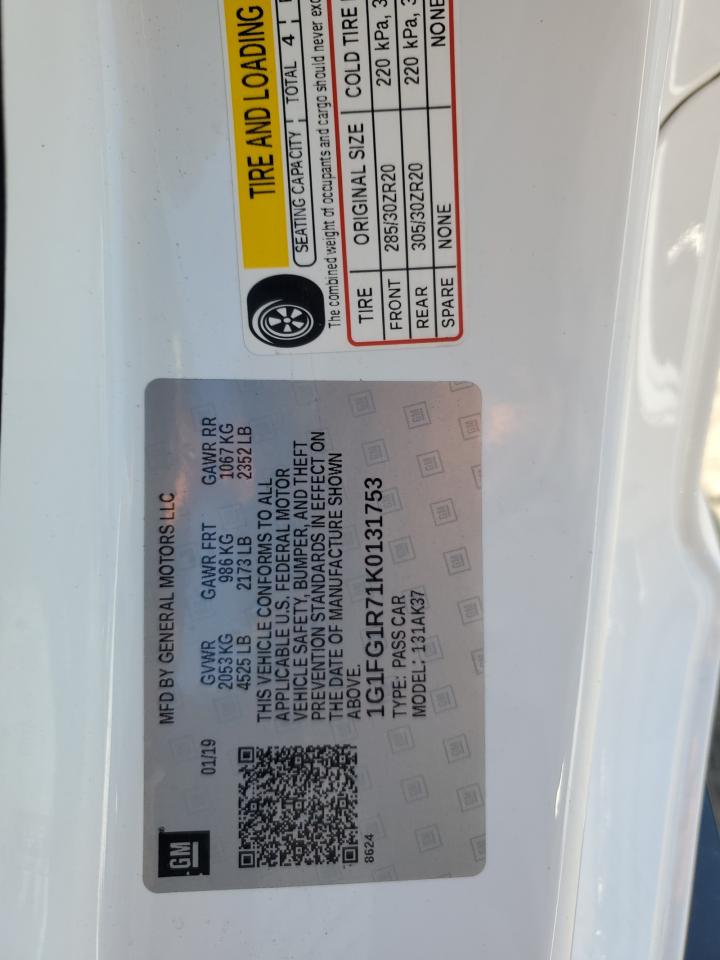 TIRE AND LOADING
SEATING CAPACITY TOTAL 4
The combined weight of occupants and cargo should never
TIRE ORIGINAL SIZE COLD TIRE
FRONT 285/30ZR20 220 kPa,
REAR 305/30ZR20 220 kPa,
SPARE NONE NONE
GM
MFD BY GENERAL MOTORS LLC
01/19
GVWR GAWR FRT GAWR RR
2053 KG 986 KG 1067 KG
4525 LB 2173 LB 2352 LB
THIS VEHICLE CONFORMS TO ALL
APPLICABLE U.S. FEDERAL MOTOR
VEHICLE SAFETY, BUMPER, AND THEFT
PREVENTION STANDARDS IN EFFECT ON
THE DATE OF MANUFACTURE SHOWN
ABOVE.
1G1FG1R71K0131753
8624
TYPE: PASS CAR
MODEL: 131AK37